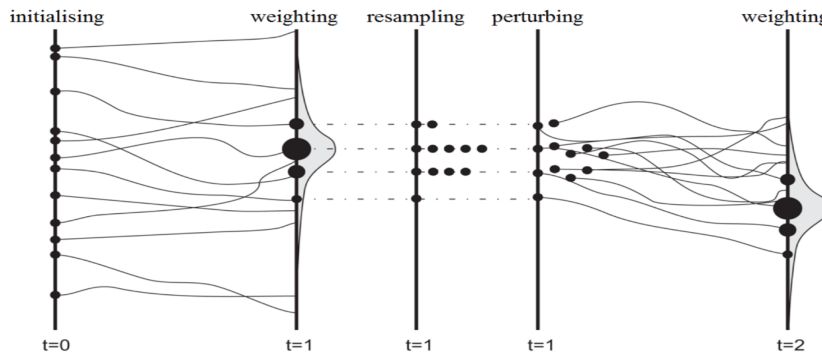 initialising weighting resampling perturbing weighting
t=0 t=1 t=1 t=1 t=2